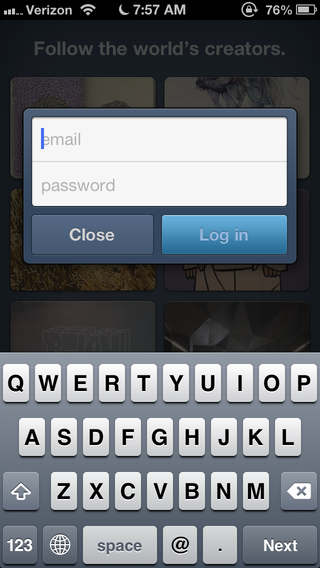 Verizon 7:57 AM 76%
Follow the world's creators.
email
password
Close Log in
Q W E R T Y U I O P
A S D F G H J K L
Z X C V B N M
123 space @ . Next